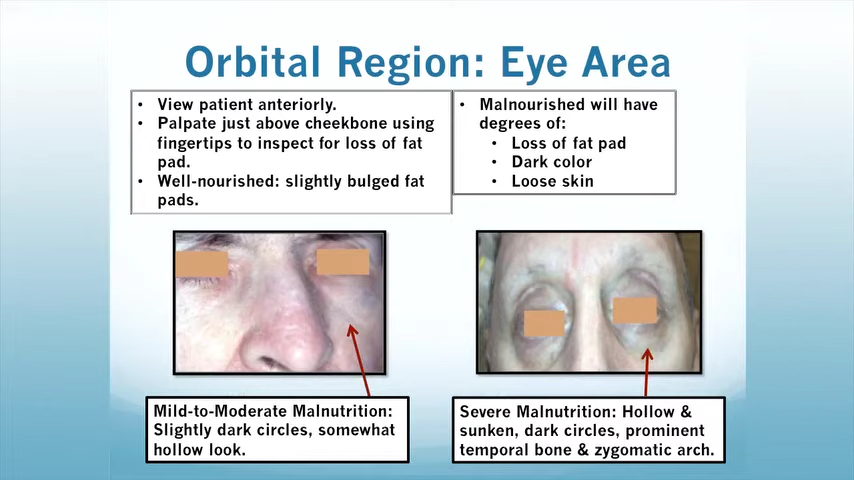 Orbital Region: Eye Area
• View patient anteriorly.
• Palpate just above cheekbone using
fingertips to inspect for loss of fat
pad.
• Well-nourished: slightly bulged fat
pads.
• Malnourished will have
degrees of:
• Loss of fat pad
• Dark color
• Loose skin
Mild-to-Moderate Malnutrition:
Slightly dark circles, somewhat
hollow look.
Severe Malnutrition: Hollow &
sunken, dark circles, prominent
temporal bone & zygomatic arch.